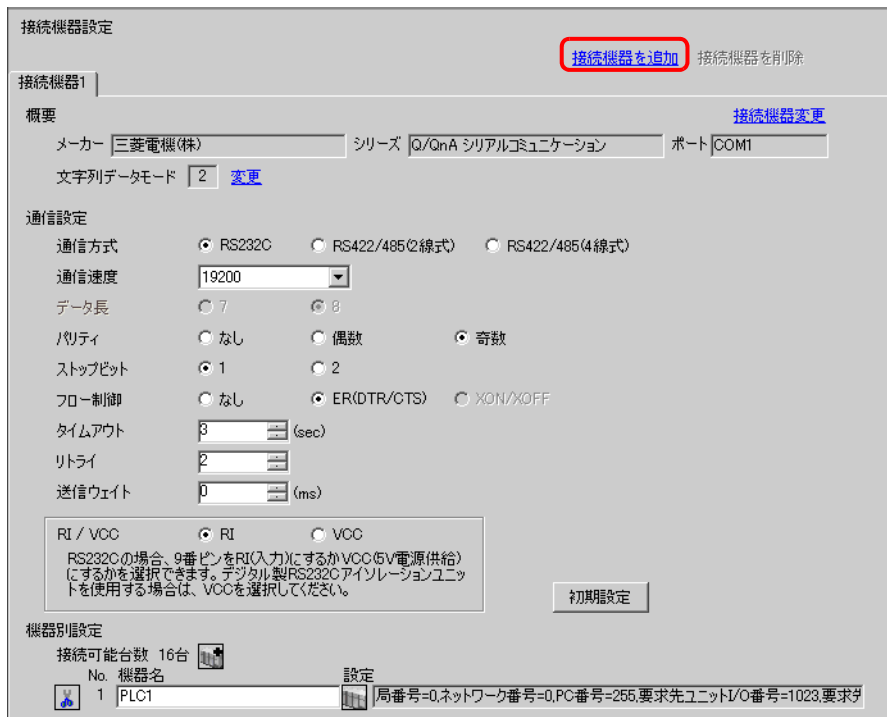 接続機器設定
接続機器を追加 接続機器を削除
接続機器1
概要 接続機器変更
メーカー 三菱電機(株) シリーズ Q/QnA シリアルコミュニケーション ポート COM1
文字列データモード 2 変更
通信設定
通信方式 RS232C RS422/485(2線式) RS422/485(4線式)
通信速度 19200
データ長 7 8
パリティ なし 偶数 奇数
ストップビット 1 2
フロー制御 なし ER(DTR/CTS) XON/XOFF
タイムアウト 3 (sec)
リトライ 2
送信ウェイト 0 (ms)
RI / VCC RI VCC
RS232Cの場合、9番ピンをRI(入力)にするかVCC(5V電源供給)
にするかを選択できます。デジタル製RS232Cアイソレーションユニッ
トを使用する場合は、VCCを選択してください。
初期設定
機器別設定
接続可能台数 16台
No. 機器名 設定
1 PLC1 局番号=0,ネットワーク番号=0,PC番号=255,要求先ユニットI/O番号=1023,要求